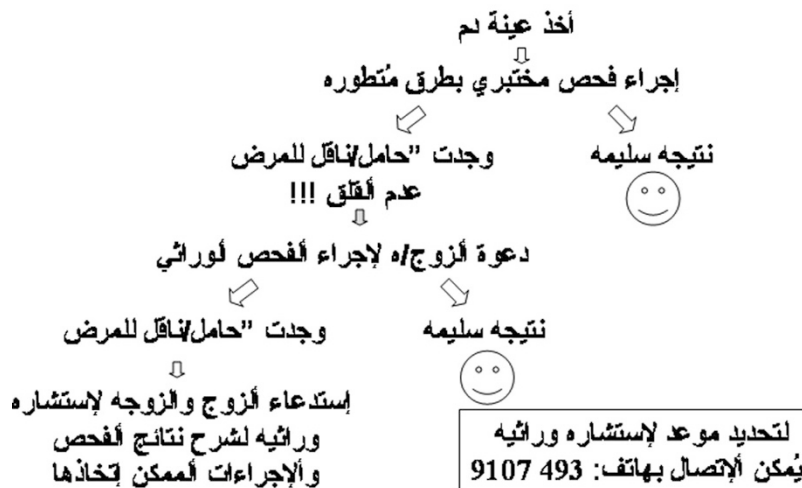 أخذ عينة دم
إجراء فحص مختبري بطرق مُتطوره
نتيجه سليمه
وجدت "حامل/ناقل للمرض
عدم ألقلق !!!
دعوة ألزوج/ه لإجراء ألفحص ألوراثي
نتيجه سليمه
وجدت "حامل/ناقل للمرض
إستدعاء ألزوج والزوجه لإستشاره
وراثيه لشرح نتائج ألفحص
وألإجراءات ألممكن إتخاذها
لتحديد موعد لإستشاره وراثيه
يُمكن ألإتصال بهاتف: 493 9107